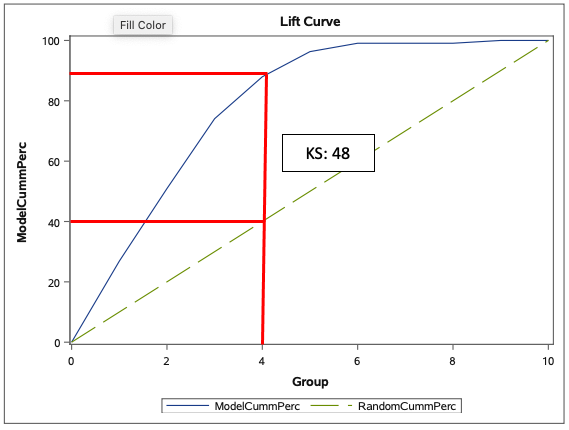 Fill Color
Lift Curve
ModelCummPerc
100
80
60
40
20
0
KS: 48
0 2 4 6 8 10
Group
ModelCummPerc RandomCummPerc